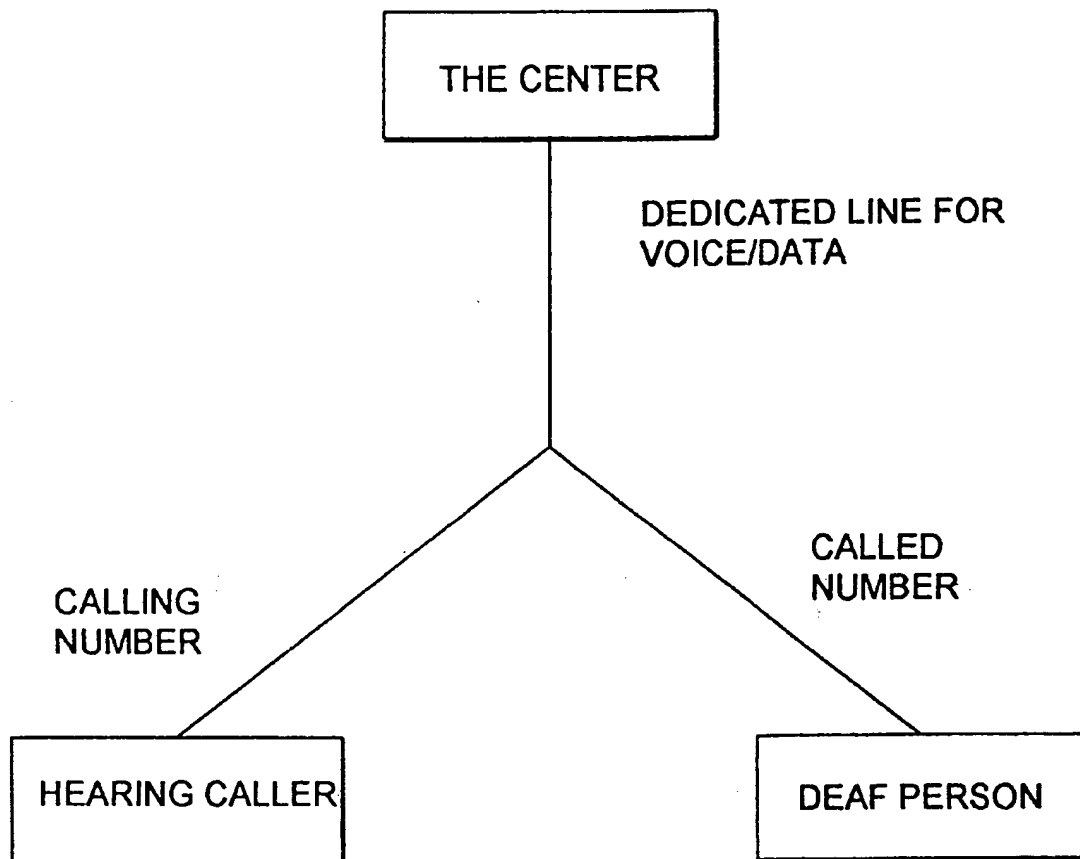 THE CENTER
DEDICATED LINE FOR
VOICE/DATA
CALLED
NUMBER
CALLING
NUMBER
HEARING CALLER
DEAF PERSON